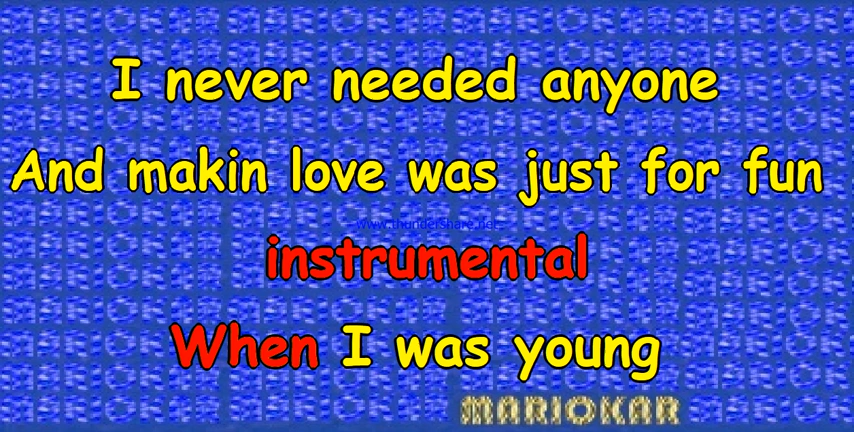 I never needed anyone
And makin love was just for fun
www.thundershare.net
instrumental
When I was young
MARIOKAR